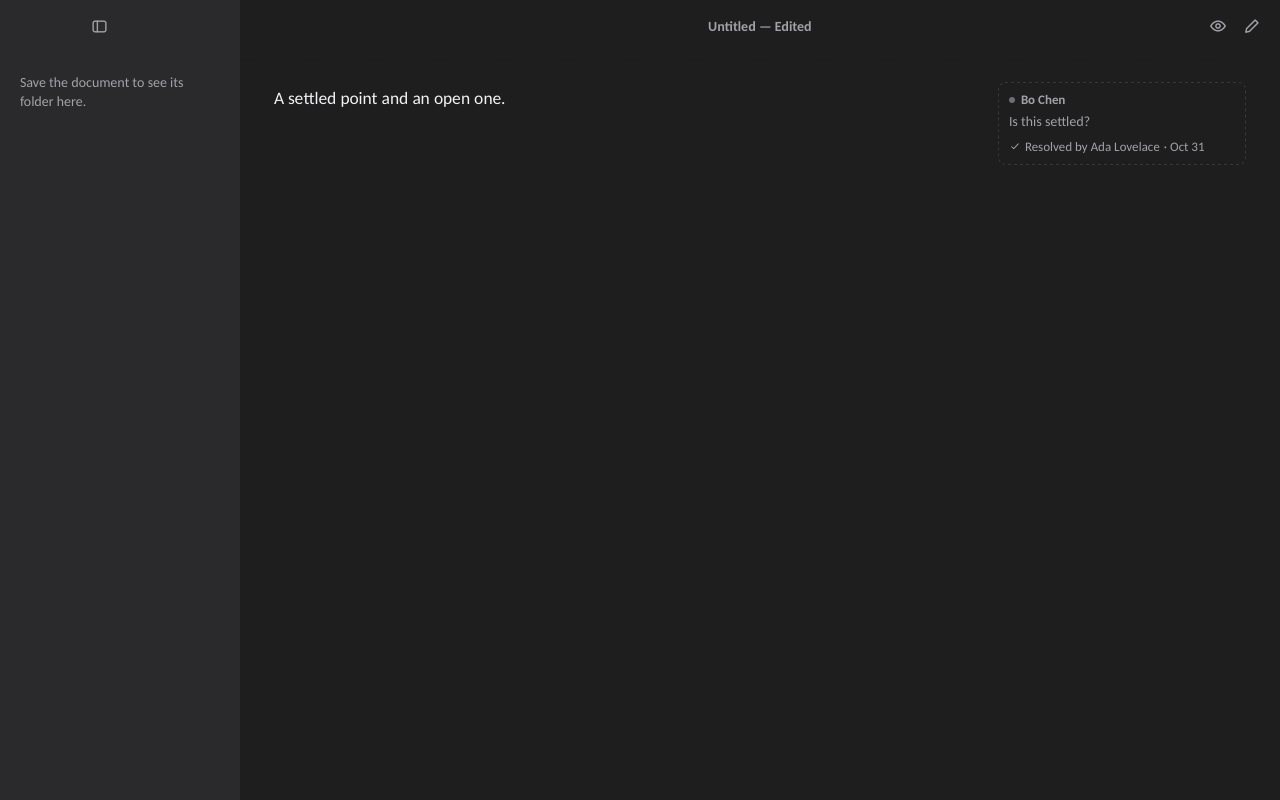 Untitled — Edited
Save the document to see its
folder here.
A settled point and an open one.
Bo Chen
Is this settled?
Resolved by Ada Lovelace · Oct 31